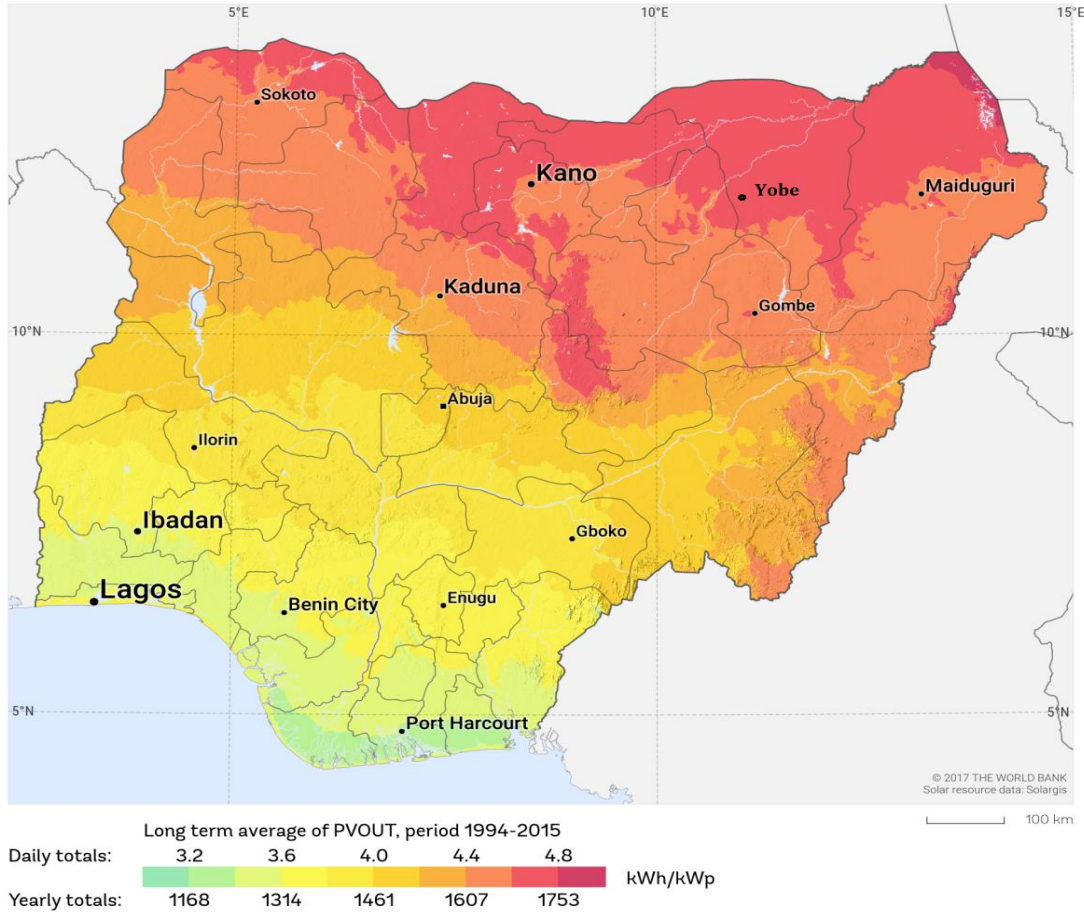 5°E
10°E
15°E
Sokoto
Kano
Yobe
Maiduguri
Kaduna
Gombe
10°N
10°N
Abuja
Ilorin
Ibadan
Gboko
Lagos
Benin City
Enugu
5°N
5°N
Port Harcourt
© 2017 THE WORLD BANK
Solar resource data: Solargis
100 km
Long term average of PVOUT, period 1994-2015
Daily totals: 3.2 3.6 4.0 4.4 4.8
kWh/kWp
Yearly totals: 1168 1314 1461 1607 1753